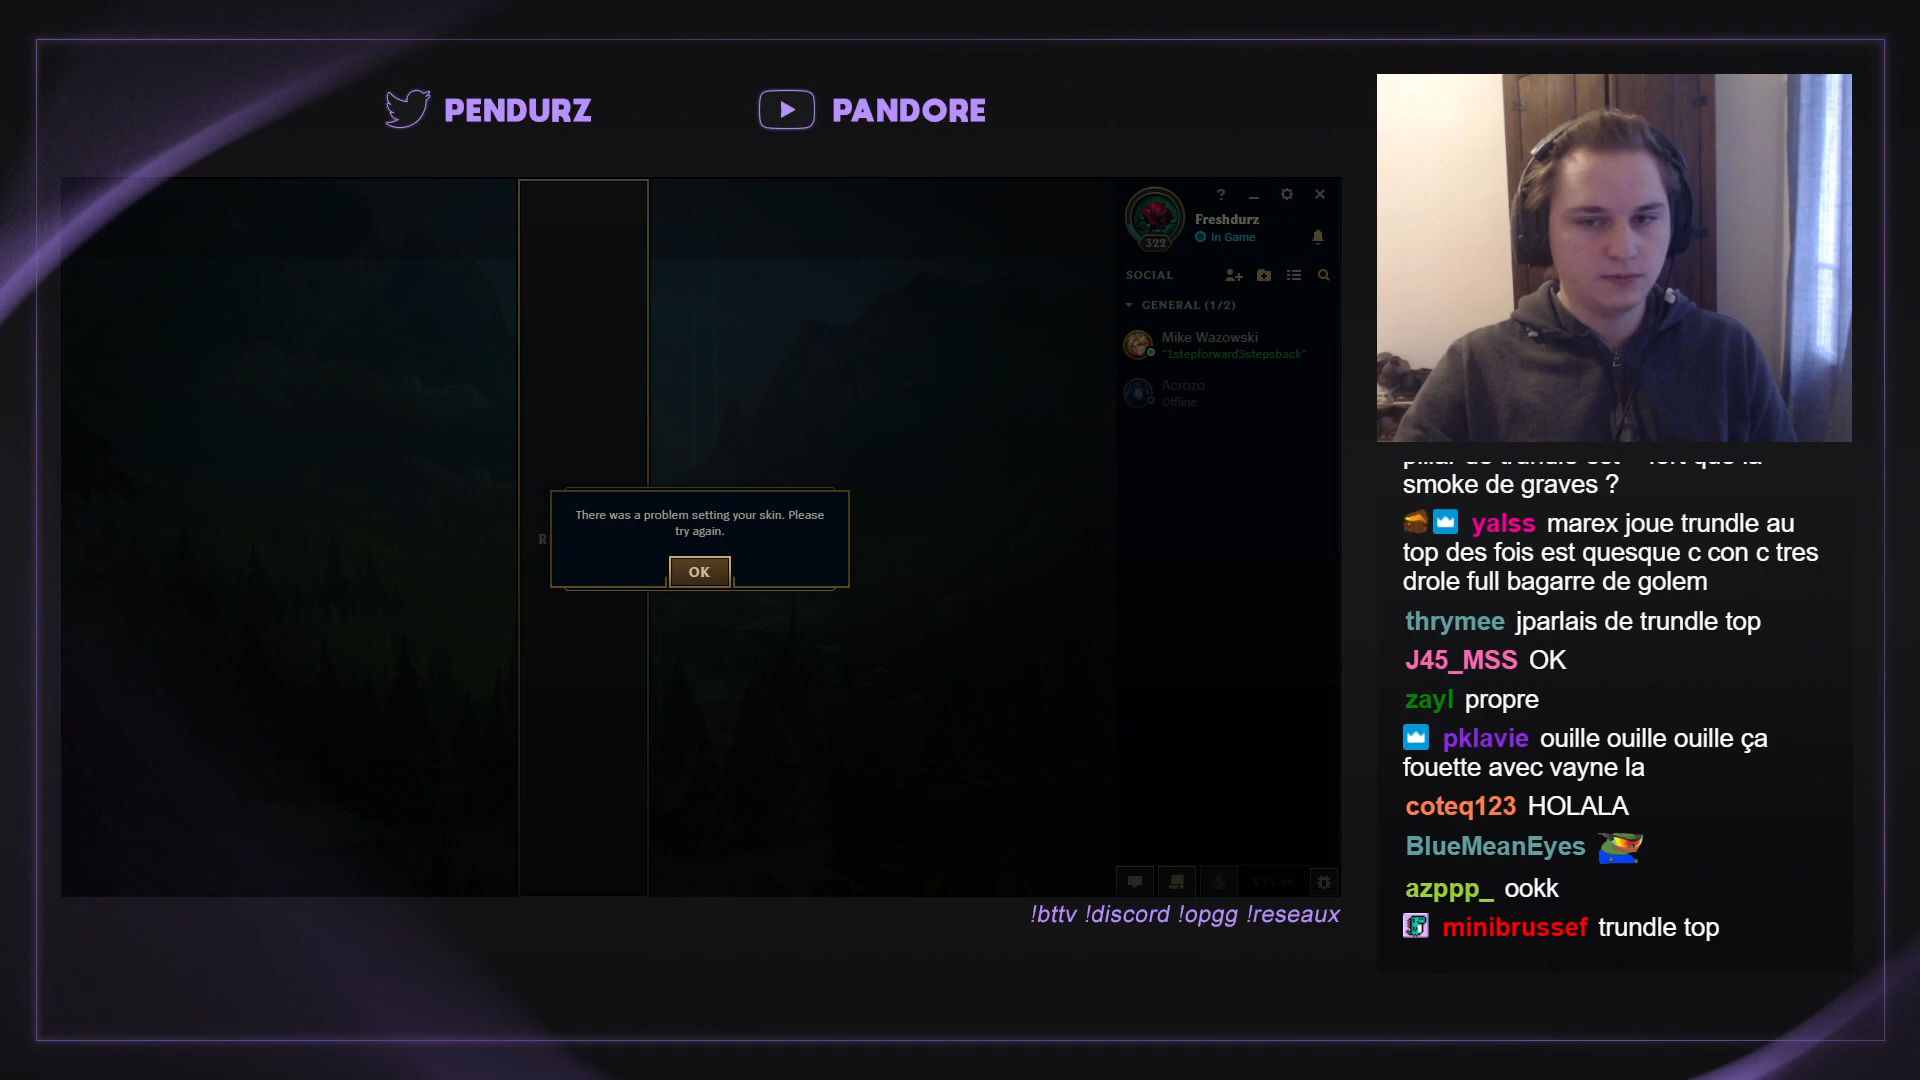 PENDURZ
PANDORE
?
322
Freshdurz
In Game
SOCIAL
GENERAL (1/2)
Mike Wazowski
"1stepforward3stepsback"
Acrozo
Offline
There was a problem setting your skin. Please
try again.
OK
!bttv !discord !opgg !reseaux
smoke de graves ?
yalss marex joue trundle au
top des fois est quesque c con c tres
drole full bagarre de golem
thrymee jparlais de trundle top
J45_MSS OK
zayl propre
pklavie ouille ouille ouille ça
fouette avec vayne la
coteq123 HOLALA
BlueMeanEyes
azppp_ ookk
minibrussef trundle top